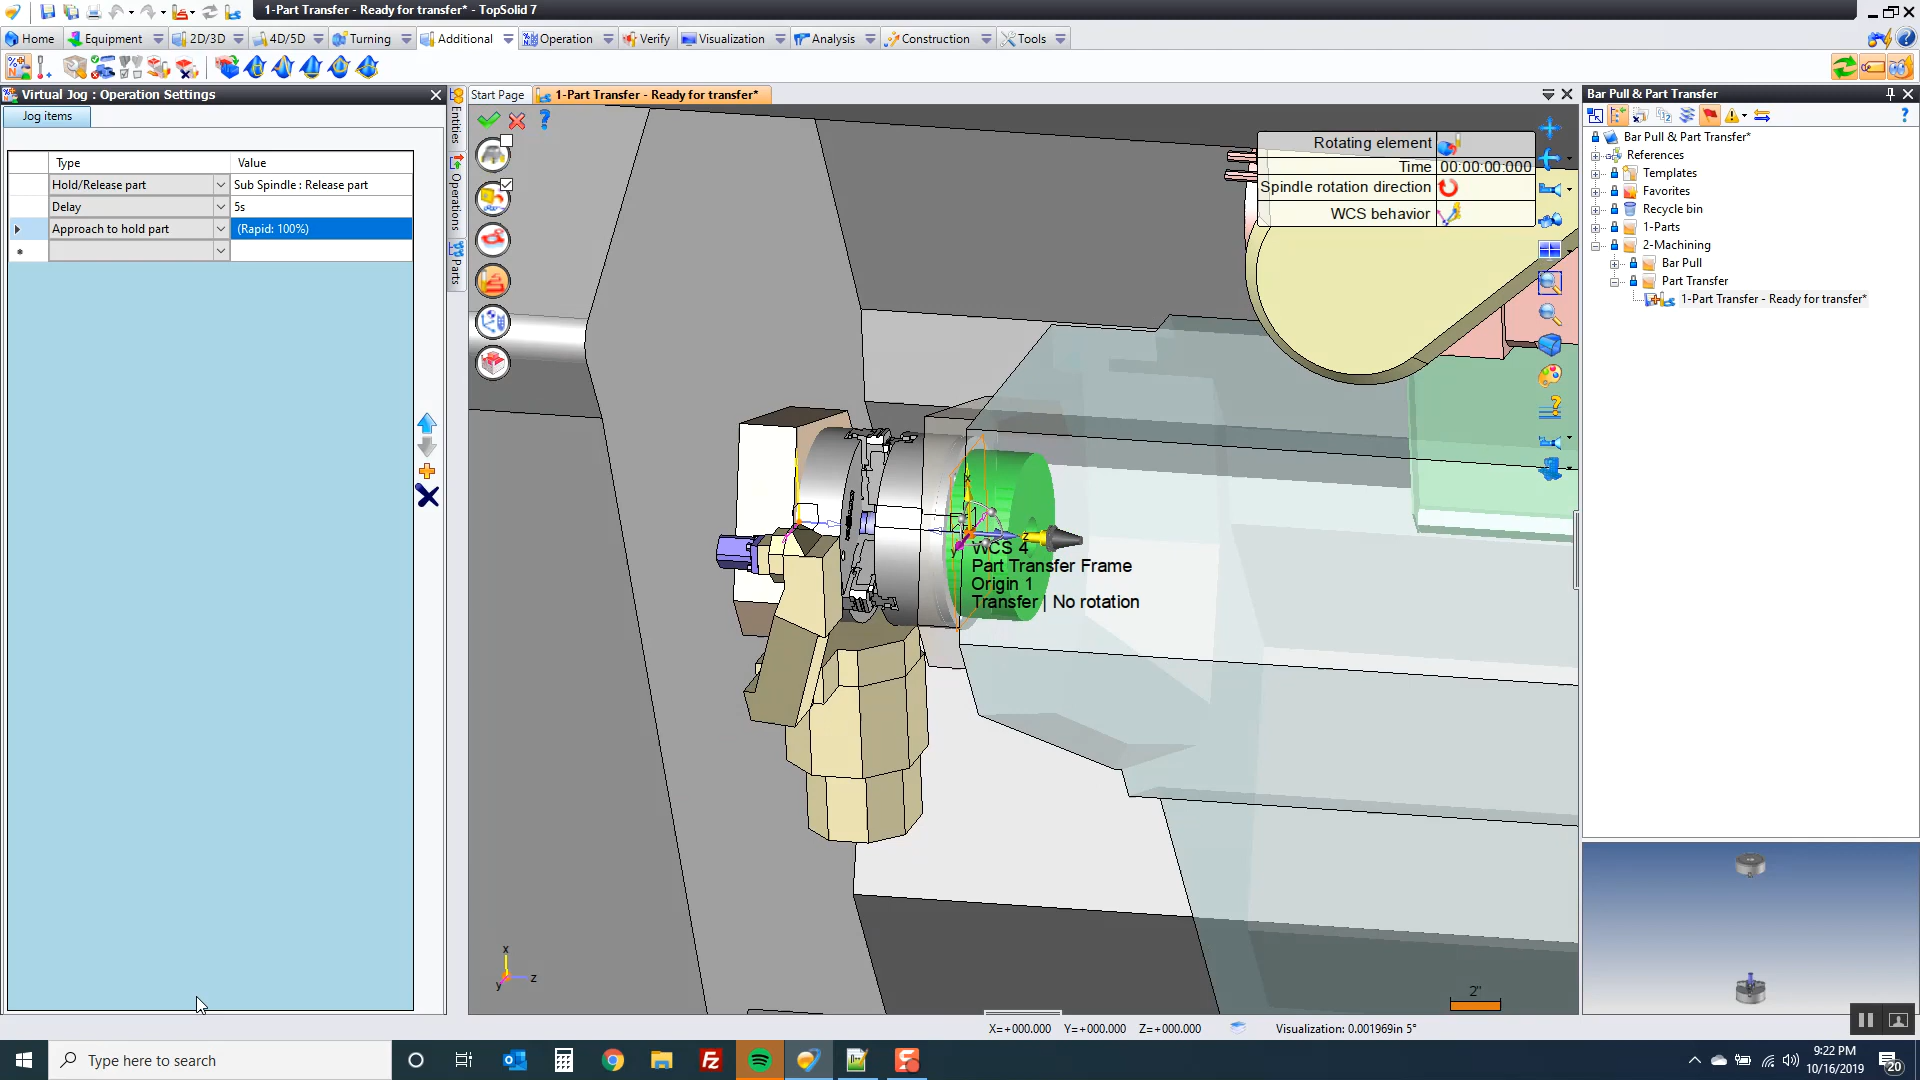 1-Part Transfer - Ready for transfer* - TopSolid 7
Home
Equipment
2D/3D
4D/5D
Turning
Additional
Operation
Verify
Visualization
Analysis
Construction
Tools
Virtual Jog : Operation Settings
Jog items
Type
Value
Hold/Release part
Sub Spindle : Release part
Delay
5s
Approach to hold part
(Rapid: 100%)
Entities
Operations
Parts
Start Page
1-Part Transfer - Ready for transfer*
Rotating element
Time
00:00:00:000
Spindle rotation direction
WCS behavior
x
z
y
WCS 4
Part Transfer Frame
Origin 1
Transfer | No rotation
x
z
y
2"
Bar Pull & Part Transfer
Bar Pull & Part Transfer*
References
Templates
Favorites
Recycle bin
1-Parts
2-Machining
Bar Pull
Part Transfer
1-Part Transfer - Ready for transfer*
X=+000.000
Y=+000.000
Z=+000.000
Visualization: 0.001969in 5°
Type here to search
9:22 PM
10/16/2019
20